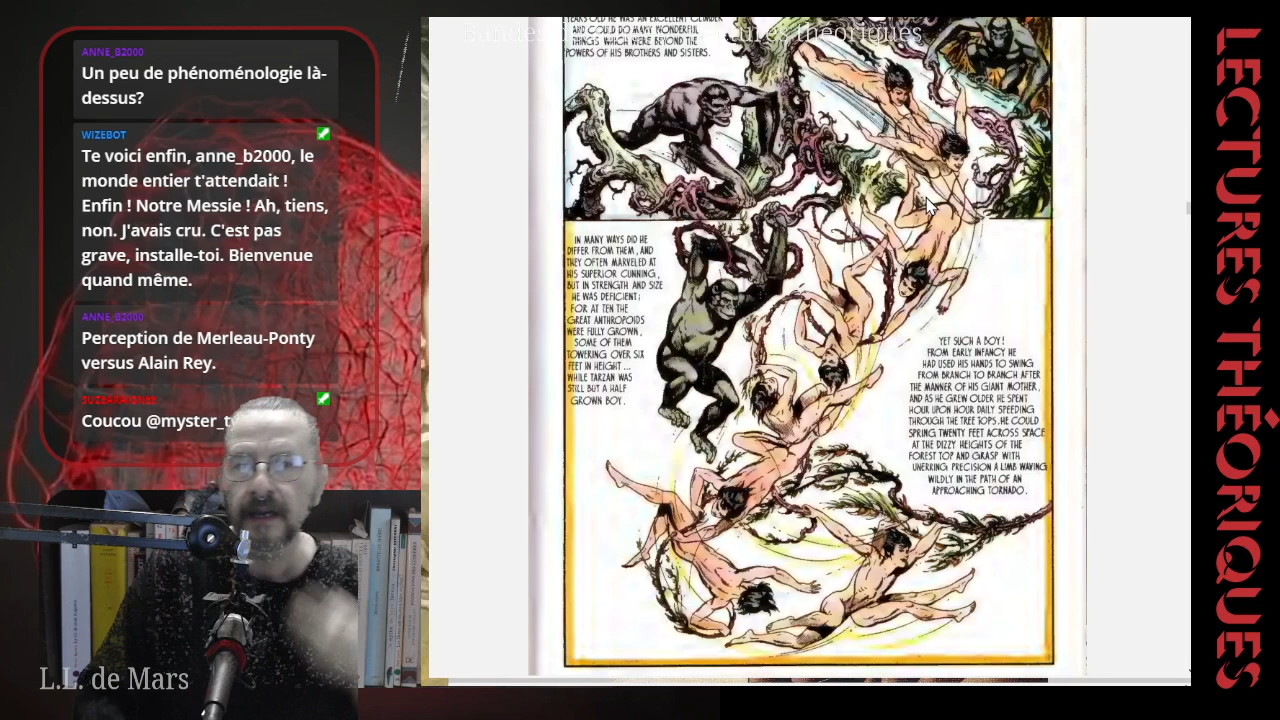 ANNE_B2000
Un peu de phénoménologie là-
dessus?
WIZEBOT
Te voici enfin, anne_b2000, le
monde entier t'attendait !
Enfin ! Notre Messie ! Ah, tiens,
non. J'avais cru. C'est pas
grave, installe-toi. Bienvenue
quand même.
ANNE_B2000
Perception de Merleau-Ponty
versus Alain Rey.
Coucou @myster_t
L.L. de Mars
théoriques
YEARS OLD HE WAS AN EXCELLENT CLIMBER
AND COULD DO MANY WONDERFUL
THINGS WHICH WERE BEYOND THE
POWERS OF HIS BROTHERS AND SISTERS.
IN MANY WAYS DID HE
DIFFER FROM THEM, AND
THEY OFTEN MARVELED AT
HIS SUPERIOR CUNNING,
BUT IN STRENGTH AND SIZE
HE WAS DEFICIENT;
FOR AT TEN THE
GREAT ANTHROPOIDS
WERE FULLY GROWN,
SOME OF THEM
TOWERING OVER SIX
FEET IN HEIGHT...
WHILE TARZAN WAS
STILL BUT A HALF
GROWN BOY.
YET SUCH A BOY!
FROM EARLY INFANCY HE
HAD USED HIS HANDS TO SWING
FROM BRANCH TO BRANCH AFTER
THE MANNER OF HIS GIANT MOTHER,
AND AS HE GREW OLDER HE SPENT
HOUR UPON HOUR DAILY SPEEDING
THROUGH THE TREE TOPS. HE COULD
SPRING TWENTY FEET ACROSS SPACE
AT THE DIZZY HEIGHTS OF THE
FOREST TOP AND GRASP WITH
UNERRING PRECISION A LIMB WAVING
WILDLY IN THE PATH OF AN
APPROACHING TORNADO.
LECTURES THÉORIQUES